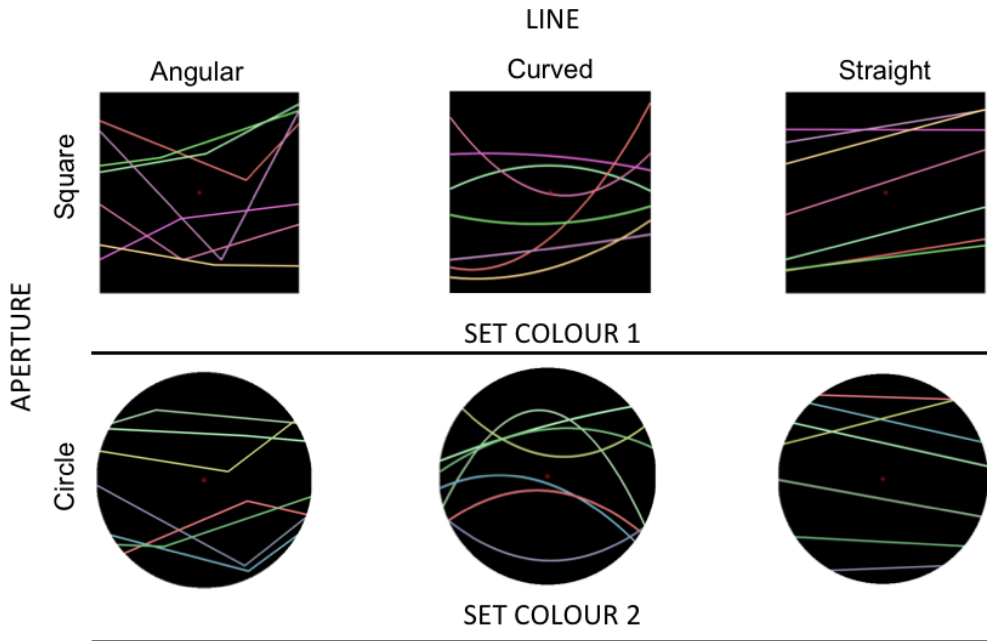 LINE
Angular
Curved
Straight
APERTURE
Square
SET COLOUR 1
Circle
SET COLOUR 2